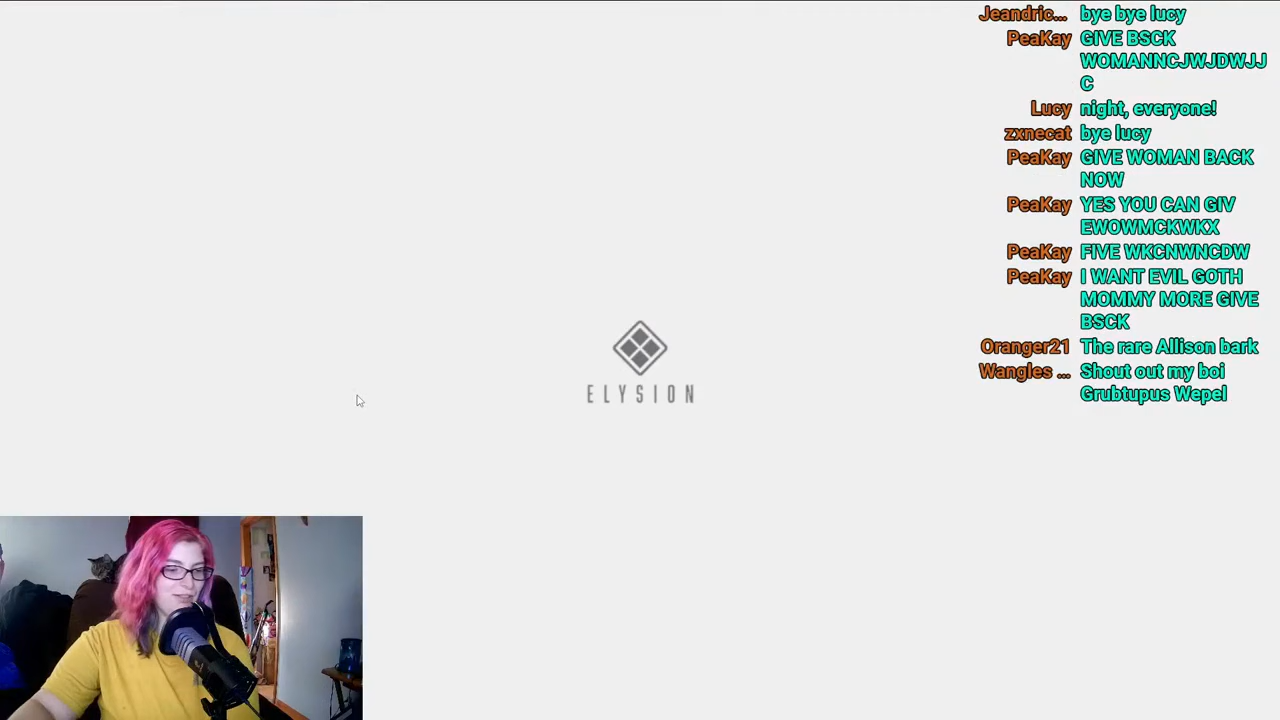 Jeandric... bye bye lucy
PeaKay GIVE BSCK
WOMANNCJWJDWJJ
C
Lucy night, everyone!
zxnecat bye lucy
PeaKay GIVE WOMAN BACK
NOW
PeaKay YES YOU CAN GIV
EWOWMCKWKX
PeaKay FIVE WKCNWNCDW
PeaKay I WANT EVIL GOTH
MOMMY MORE GIVE
BSCK
Oranger21 The rare Allison bark
Wangles ... Shout out my boi
Grubtupus Wepel
ELYSION